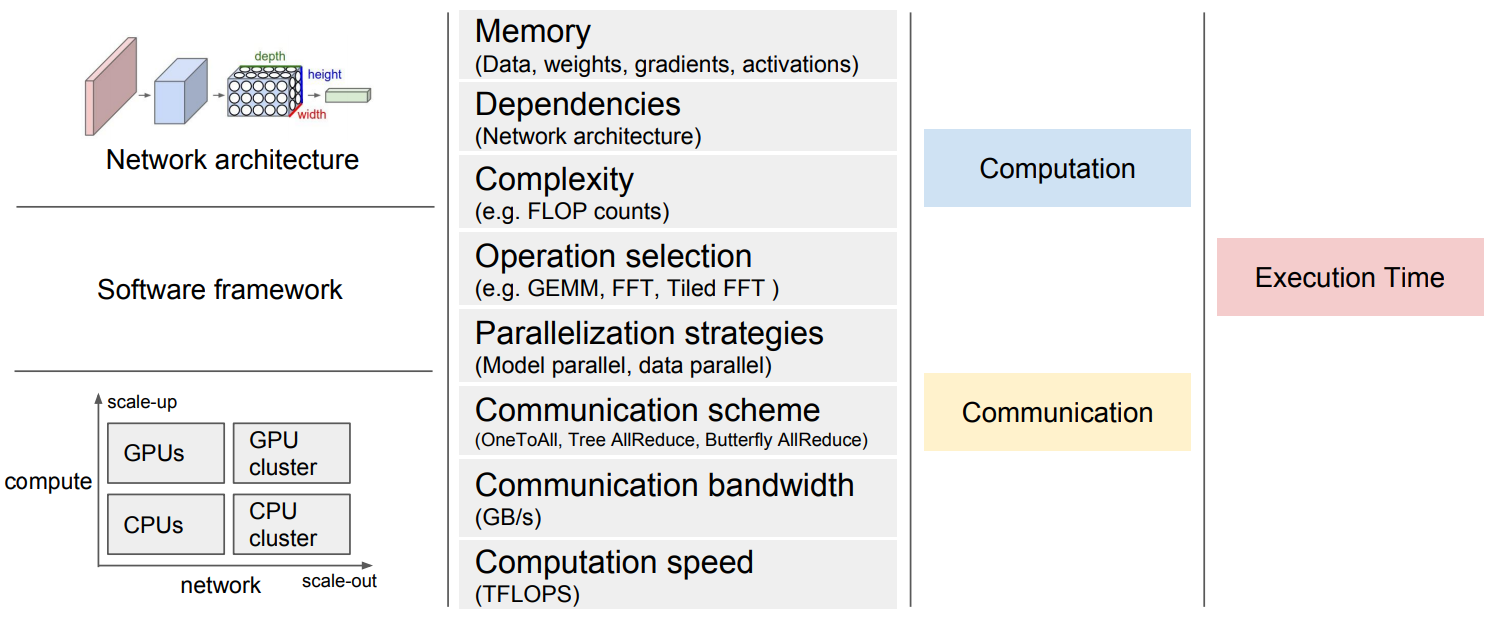 depth
height
width
Network architecture
Software framework
scale-up
GPUs
GPU
cluster
compute
CPUs
CPU
cluster
network
scale-out
Memory
(Data, weights, gradients, activations)
Dependencies
(Network architecture)
Complexity
(e.g. FLOP counts)
Operation selection
(e.g. GEMM, FFT, Tiled FFT )
Parallelization strategies
(Model parallel, data parallel)
Communication scheme
(OneToAll, Tree AllReduce, Butterfly AllReduce)
Communication bandwidth
(GB/s)
Computation speed
(TFLOPS)
Computation
Communication
Execution Time